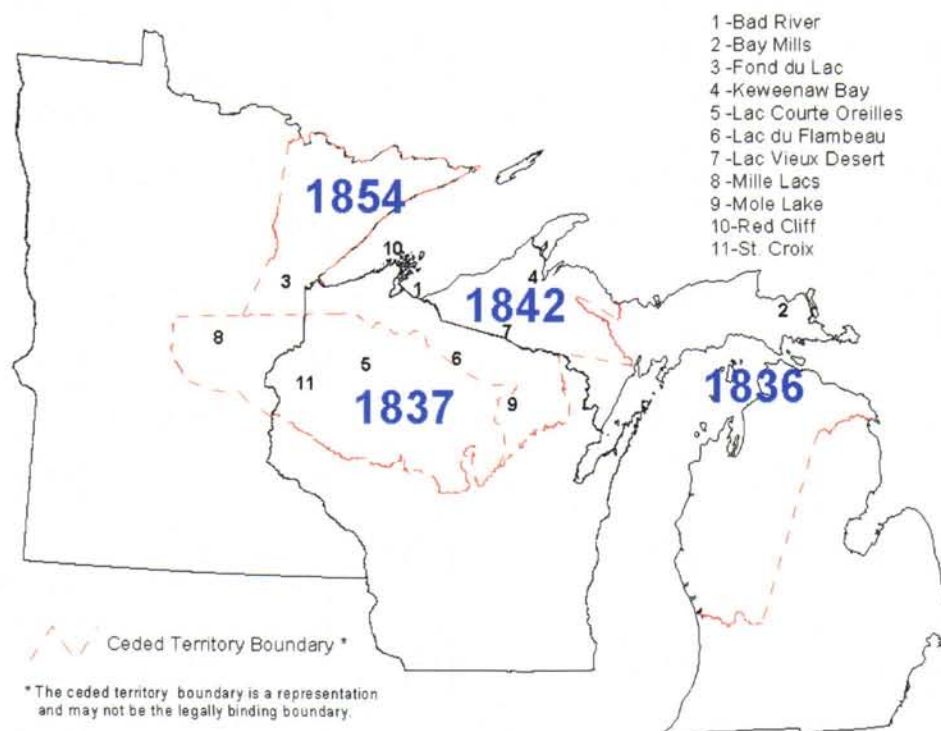 1 -Bad River
2 -Bay Mills
3 -Fond du Lac
4 -Keweenaw Bay
5 -Lac Courte Oreilles
6 -Lac du Flambeau
7 -Lac Vieux Desert
8 -Mille Lacs
9 -Mole Lake
10-Red Cliff
11-St. Croix
1854
10
3
1
4
1842
2
7
8
5
6
11
1837
9
1836
Ceded Territory Boundary *
* The ceded territory boundary is a representation
and may not be the legally binding boundary.